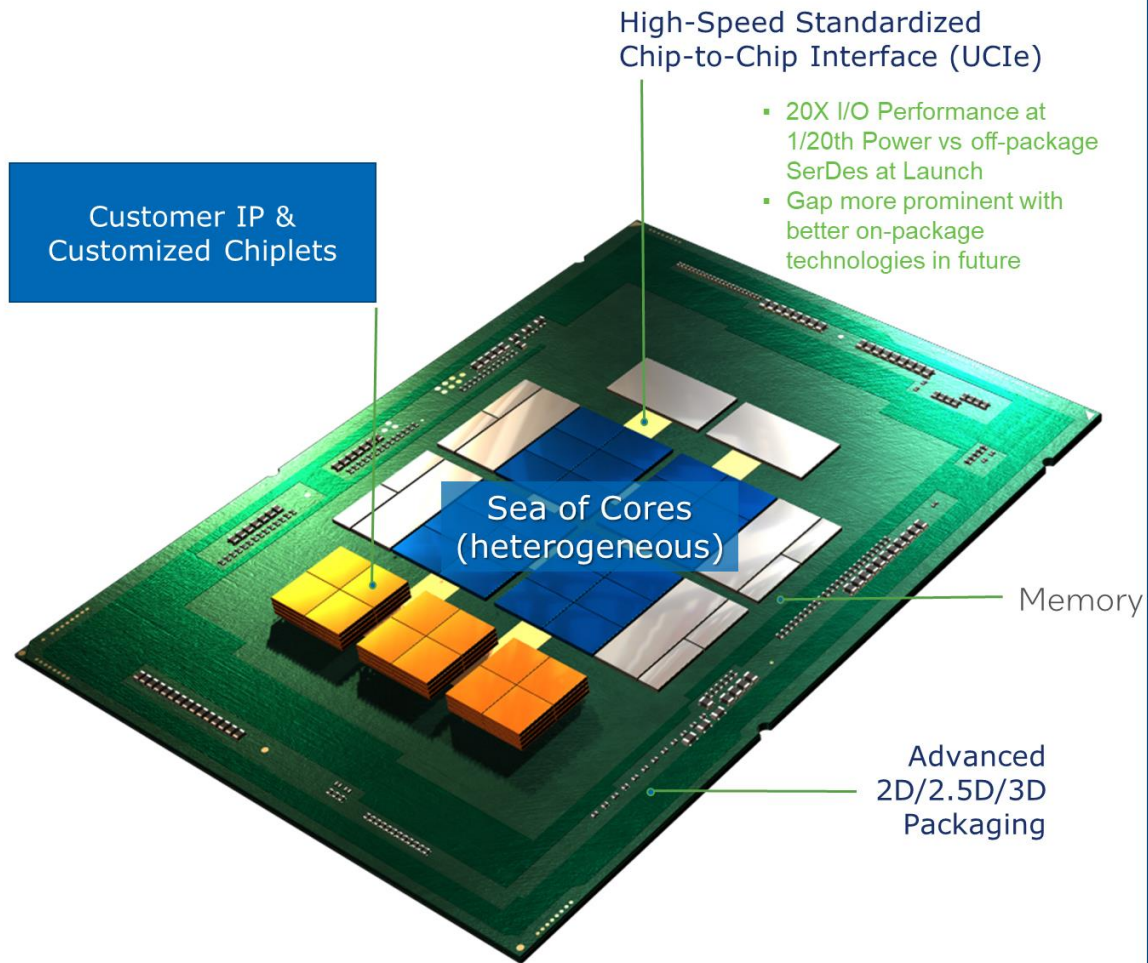 High-Speed Standardized
Chip-to-Chip Interface (UCIe)
▪ 20X I/O Performance at
1/20th Power vs off-package
SerDes at Launch
▪ Gap more prominent with
better on-package
technologies in future
Customer IP &
Customized Chiplets
Sea of Cores
(heterogeneous)
Memory
Advanced
2D/2.5D/3D
Packaging